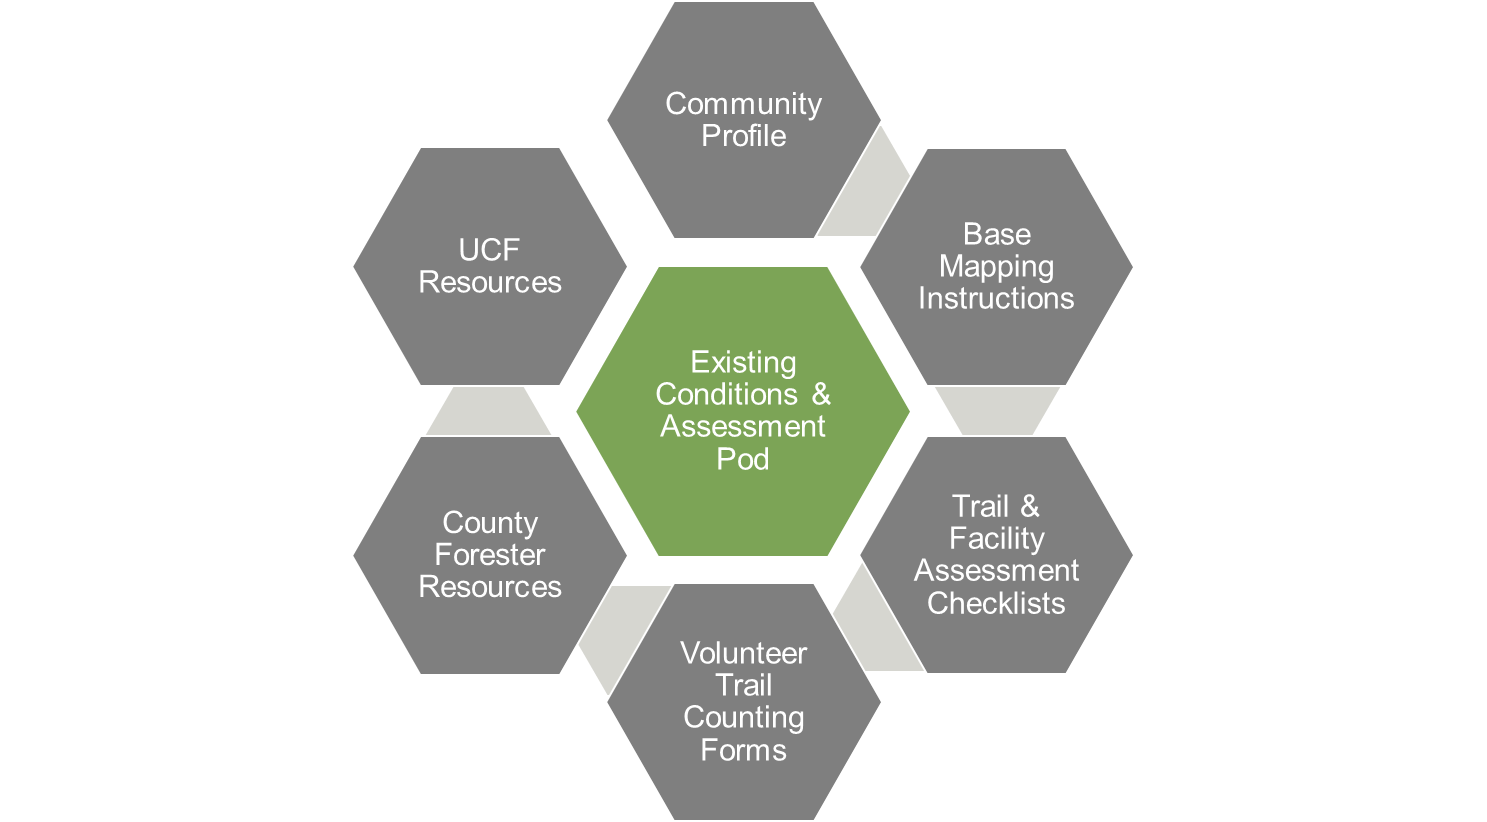 Community
Profile
Base
Mapping
Instructions
Trail &
Facility
Assessment
Checklists
Volunteer
Trail
Counting
Forms
County
Forester
Resources
UCF
Resources
Existing
Conditions &
Assessment
Pod